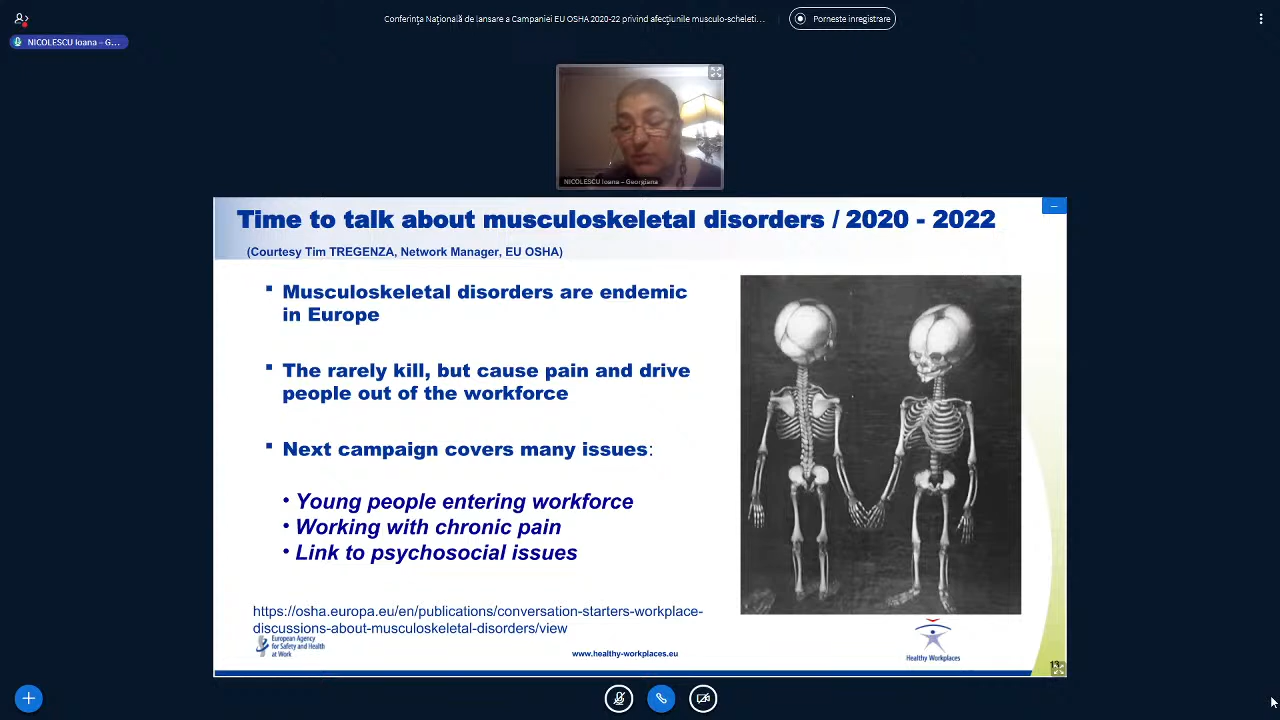 Conferința Națională de lansare a Campaniei EU OSHA 2020-22 privind afecțiunile musculo-scheleti…
Porneste inregistrare
NICOLESCU Ioana – G…
NICOLESCU Ioana – Georgiana
Time to talk about musculoskeletal disorders / 2020 - 2022
(Courtesy Tim TREGENZA, Network Manager, EU OSHA)
▪ Musculoskeletal disorders are endemic
in Europe
▪ The rarely kill, but cause pain and drive
people out of the workforce
▪ Next campaign covers many issues:
• Young people entering workforce
• Working with chronic pain
• Link to psychosocial issues
https://osha.europa.eu/en/publications/conversation-starters-workplace-
discussions-about-musculoskeletal-disorders/view
European Agency
for Safety and Health
at Work
www.healthy-workplaces.eu
Healthy Workplaces
13